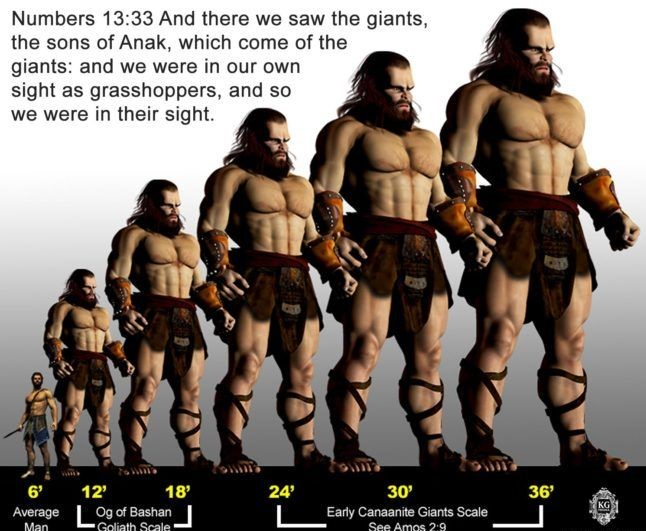 Numbers 13:33 And there we saw the giants,
the sons of Anak, which come of the
giants: and we were in our own
sight as grasshoppers, and so
we were in their sight.
6' 12' 18' 24' 30' 36'
Average Og of Bashan Early Canaanite Giants Scale
Man Goliath Scale See Amos 2:9
KG